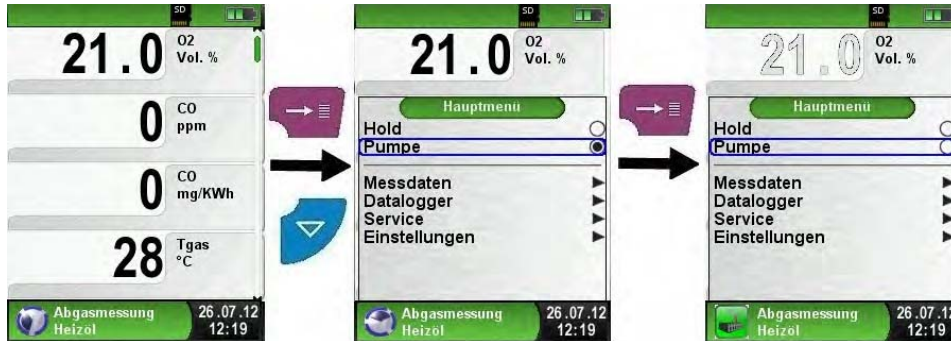 SD
21.0 O2
Vol. %
0 CO
ppm
0 CO
mg/KWh
28 Tgas
°C
Abgasmessung
Heizöl
26.07.12
12:19
SD
21.0 O2
Vol. %
Hauptmenü
Hold
Pumpe
Messdaten
Datalogger
Service
Einstellungen
Abgasmessung
Heizöl
26.07.12
12:19
SD
21.0 O2
Vol. %
Hauptmenü
Hold
Pumpe
Messdaten
Datalogger
Service
Einstellungen
Abgasmessung
Heizöl
26.07.12
12:19